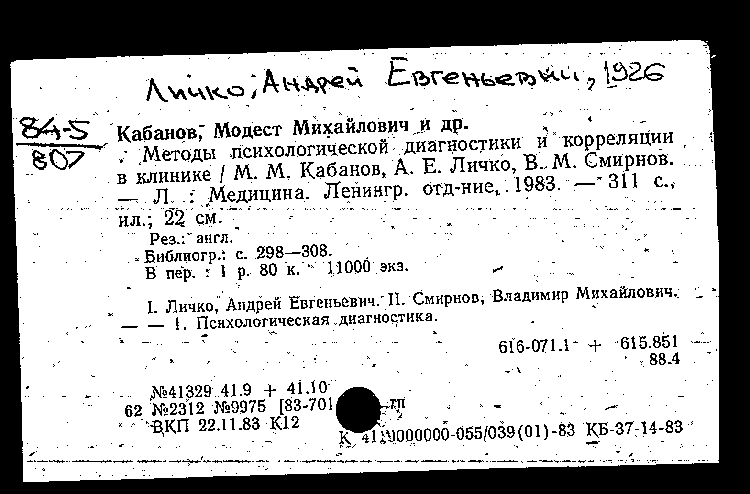 Личко, Андрей Евгеньевич, 1926
84-5
807
Кабанов, Модест Михайлович и др.
Методы психологической диагностики и корреляции
в клинике / М. М. Кабанов, А. Е. Личко, В. М. Смирнов.
— Л. : Медицина. Ленингр. отд-ние, 1983. — 311 с.,
ил.; 22 см.
Рез.: англ.
Библиогр.: с. 298—308.
В пер. : 1 р. 80 к. 11000 экз.
I. Личко, Андрей Евгеньевич. II. Смирнов, Владимир Михайлович.
— — 1. Психологическая диагностика.
616-071.1 + 615.851
88.4
№41329 41.9 + 41.10
62 №2312 №9975 [83-701 гп
ВКП 22.11.83 К12
К 000000-055/039(01)-83 КБ-37-14-83